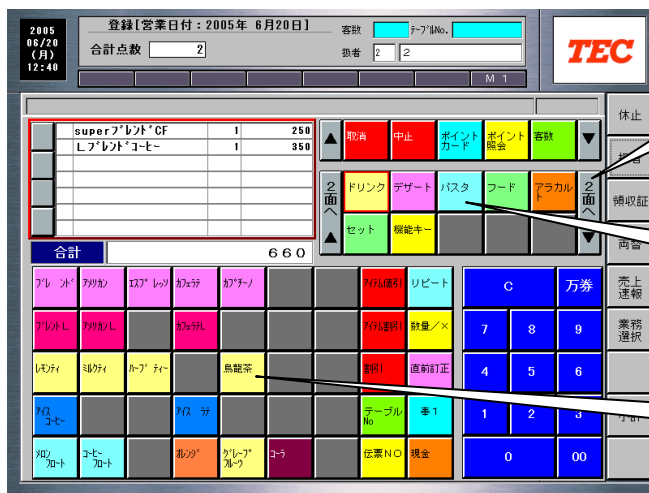 2005
06/20
(月)
12:40
登録[営業日付：2005年 6月20日]
合計点数 2
客数 ﾃｰﾌﾞﾙNo.
扱者 2 2
M 1
TEC
superﾌﾞﾚﾝﾄﾞCF 1 250
Lﾌﾞﾚﾝﾄﾞｺｰﾋｰ 1 350
合計 660
▲ 取消 中止 ポイントカード ポイント照会 客数 ▼
2面へ ドリンク デザート パスタ フード アラカルト 2面へ
▲ セット 機能キー ▼
休止
領収証
両替
売上速報
業務選択
ﾌﾞﾚ ﾝﾄﾞ ｱﾒﾘｶﾝ ｴｽﾌﾟ ﾚｯｿ ｶﾌｪﾗﾃ ｶﾌﾟﾁｰﾉ ｱｲﾃﾑ値引 リピート C 万券
ﾌﾞﾚﾝﾄﾞL ｱﾒﾘｶﾝL ｶﾌｪﾗﾃL ｱｲﾃﾑ割引 数量／× 7 8 9
ﾚﾓﾝﾃｨ ﾐﾙｸﾃｨ ﾊｰﾌﾞ ﾃｨｰ 烏龍茶 割引 直前訂正 4 5 6
ｱｲｽ
ｺｰﾋｰ ｱｲｽ ﾗﾃ テーブルNo 券1 1 2 3
ﾒﾛﾝ
ﾌﾛｰﾄ ｺｰﾋｰ
ﾌﾛｰﾄ ｵﾚﾝｼﾞ ｸﾞﾚｰﾌﾟ
ﾌﾙｰﾂ ｺｰﾗ 伝票NO 現金 0 00